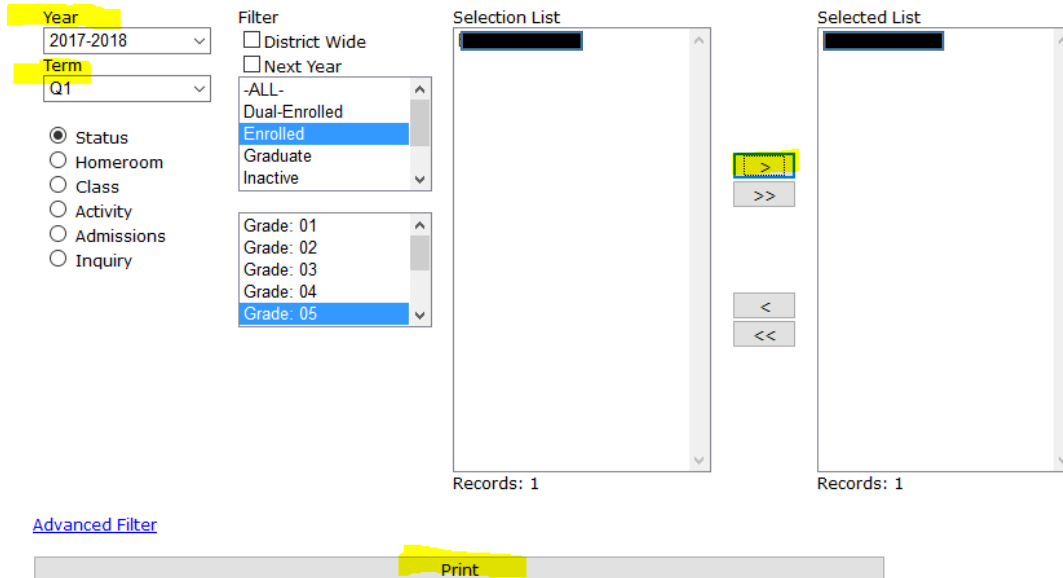 Year
2017-2018
Term
Q1
Status
Homeroom
Class
Activity
Admissions
Inquiry
Filter
District Wide
Next Year
-ALL-
Dual-Enrolled
Enrolled
Graduate
Inactive
Grade: 01
Grade: 02
Grade: 03
Grade: 04
Grade: 05
Selection List
Records: 1
>
>>
<
<<
Selected List
Records: 1
Advanced Filter
Print